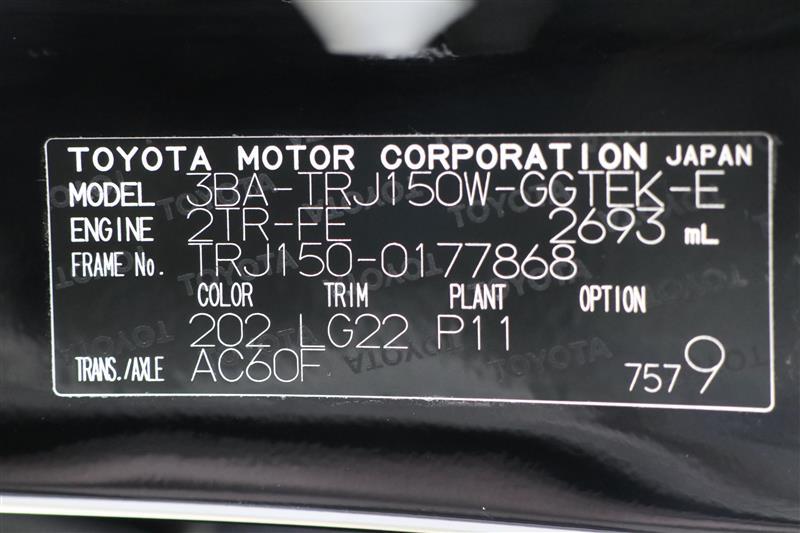 TOYOTA MOTOR CORPORATION JAPAN
MODEL 3BA-TRJ150W-GGTEK-E
ENGINE 2TR-FE 2693 mL
FRAME No. TRJ150-0177868
COLOR TRIM PLANT OPTION
202 LG22 P11
TRANS./AXLE AC60F 7579